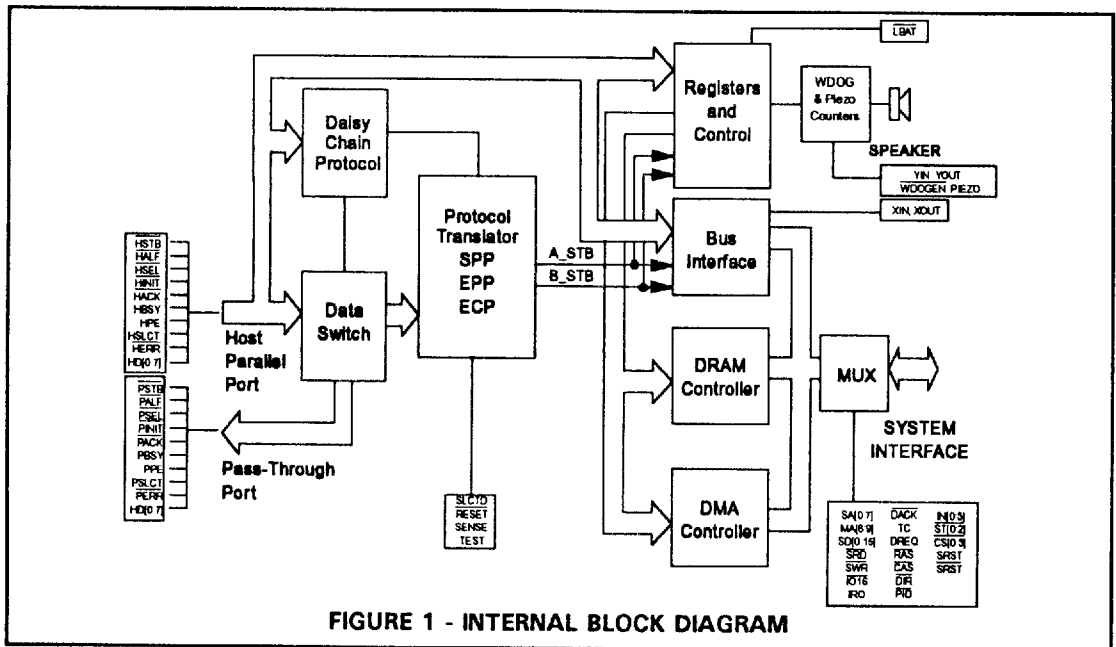 LBAT
Registers
and
Control
WDOG
& Piezo
Counters
SPEAKER
YIN YOUT
WDOGEN PIEZO
XIN, XOUT
Daisy
Chain
Protocol
Protocol
Translator
SPP
EPP
ECP
A_STB
B_STB
Bus
Interface
HSTB
HALF
HSEL
HINIT
HACK
HBSY
HPE
HSLCT
HERR
HD[0 7]
Host
Parallel
Port
Data
Switch
DRAM
Controller
MUX
SYSTEM
INTERFACE
PSTB
PALF
PSEL
PINIT
PACK
PBSY
PPE
PSLCT
PERR
HD[0 7]
Pass-Through
Port
SLCTD
RESET
SENSE
TEST
DMA
Controller
SA[0 7] DACK IN[0 3]
MA[8 9] TC ST[0 2]
SD[0 15] DREQ CS[0 3]
SRD RAS SRST
SWR CAS SRST
IO16 DIR
IRQ PID
FIGURE 1 - INTERNAL BLOCK DIAGRAM